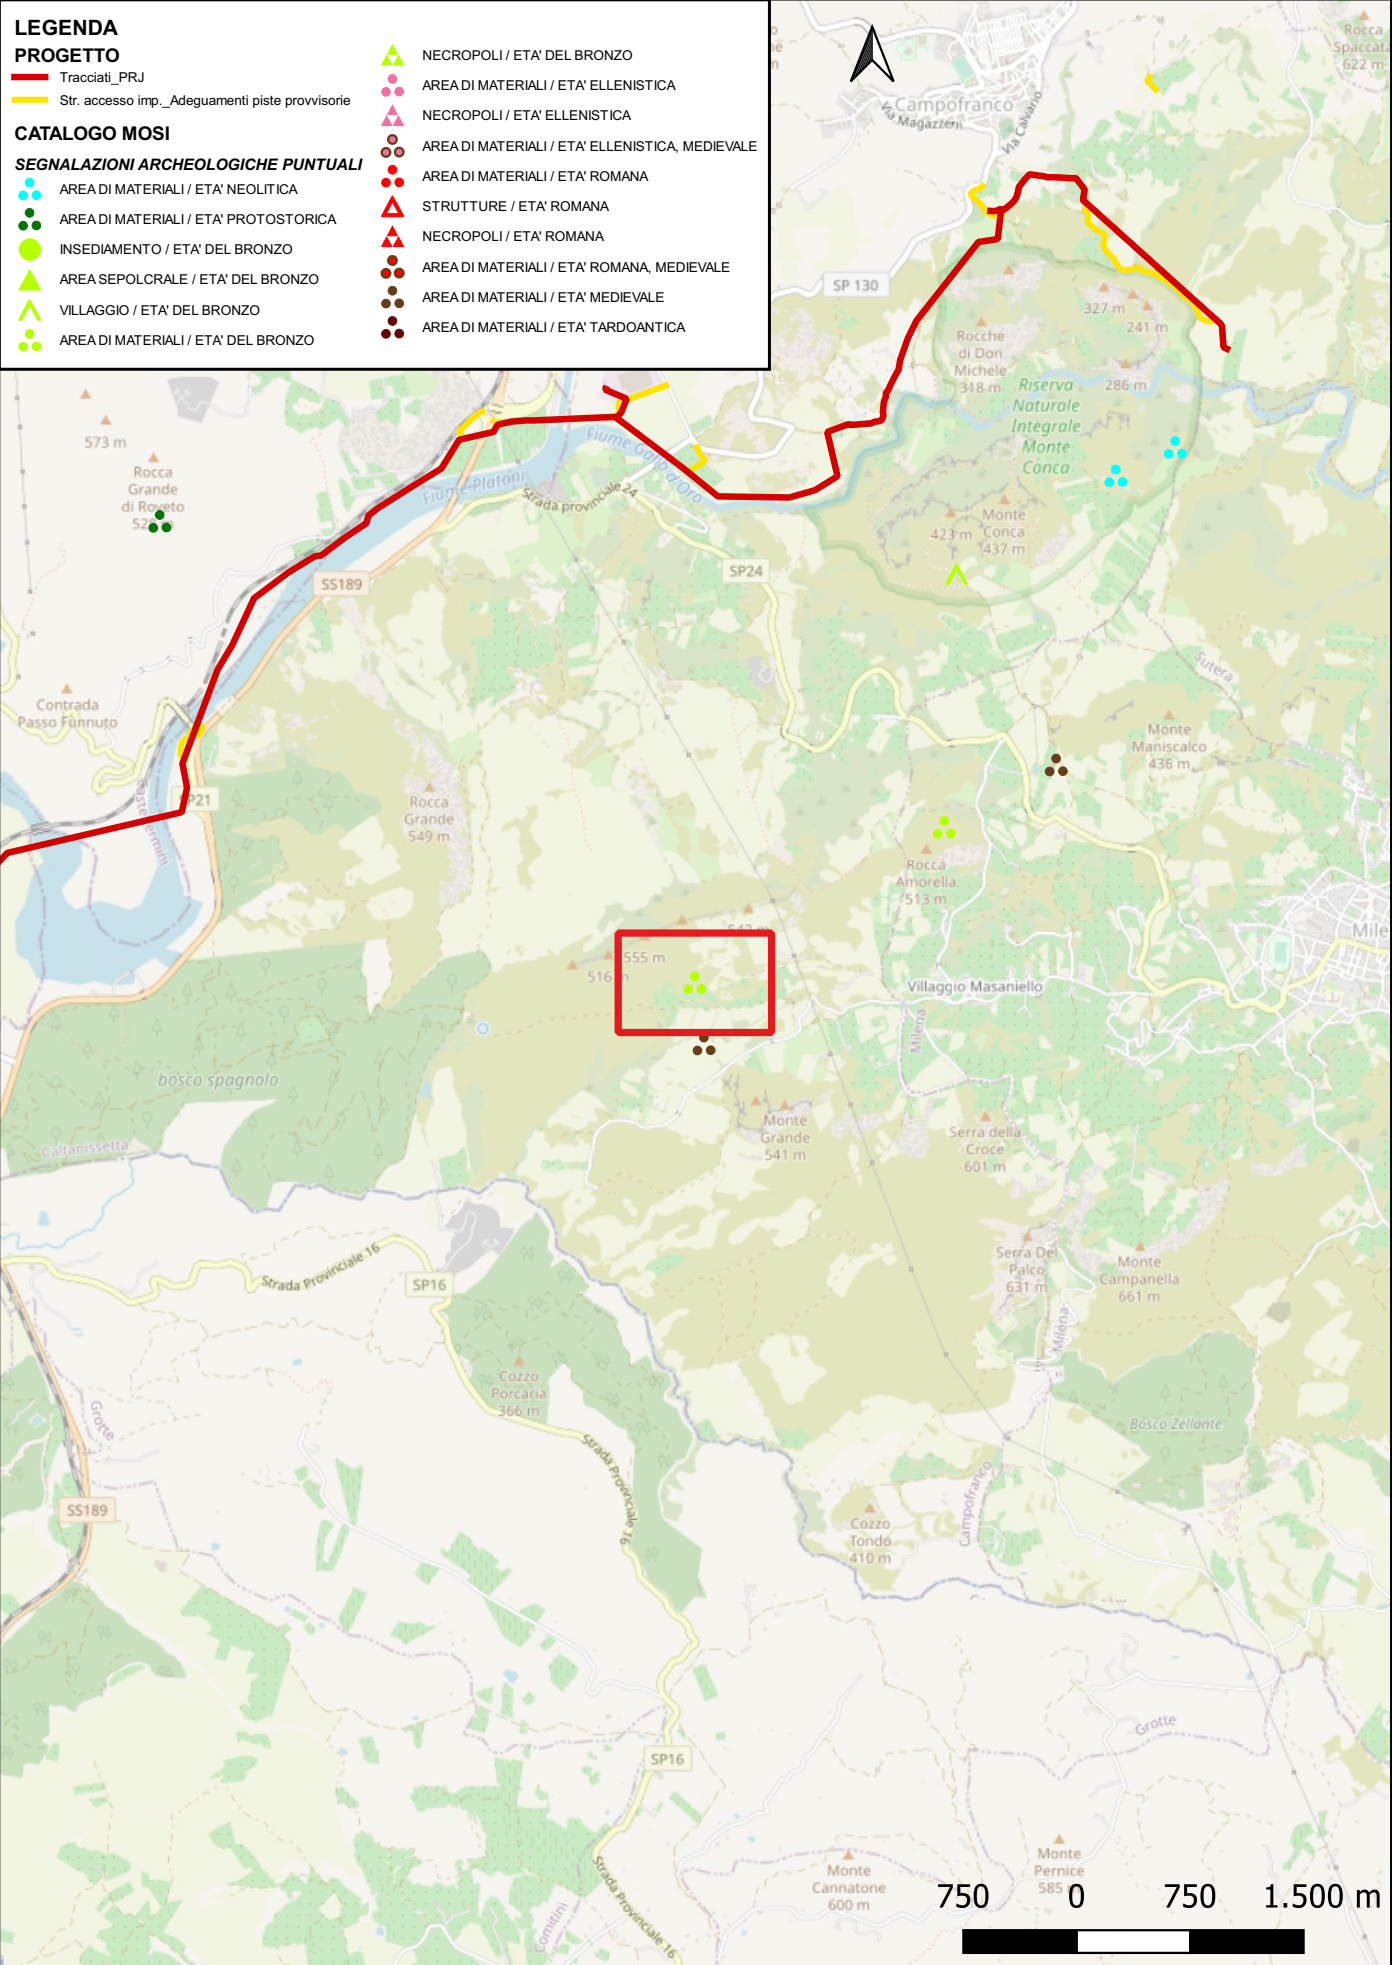 LEGENDA
PROGETTO
Tracciati_PRJ
Str. accesso imp._Adeguamenti piste provvisorie
CATALOGO MOSI
SEGNALAZIONI ARCHEOLOGICHE PUNTUALI
AREA DI MATERIALI / ETA' NEOLITICA
AREA DI MATERIALI / ETA' PROTOSTORICA
INSEDIAMENTO / ETA' DEL BRONZO
AREA SEPOLCRALE / ETA' DEL BRONZO
VILLAGGIO / ETA' DEL BRONZO
AREA DI MATERIALI / ETA' DEL BRONZO
NECROPOLI / ETA' DEL BRONZO
AREA DI MATERIALI / ETA' ELLENISTICA
NECROPOLI / ETA' ELLENISTICA
AREA DI MATERIALI / ETA' ELLENISTICA, MEDIEVALE
AREA DI MATERIALI / ETA' ROMANA
STRUTTURE / ETA' ROMANA
NECROPOLI / ETA' ROMANA
AREA DI MATERIALI / ETA' ROMANA, MEDIEVALE
AREA DI MATERIALI / ETA' MEDIEVALE
AREA DI MATERIALI / ETA' TARDOANTICA
Rocca
Spaccata
622 m
Campofranco
Via Magazzeni
Via Calvario
SP 130
327 m
241 m
Rocche
di Don
Michele
318 m
286 m
Riserva
Naturale
Integrale
Monte
Conca
573 m
Rocca
Grande
di Roveto
Fiume Gallo d'Oro
Fiume Platani
Strada provinciale 24
423 m
Monte
Conca
437 m
SS189
SP24
Sutera
Contrada
Passo Funnuto
Monte
Maniscalco
436 m
SP21
Casteltermini
Rocca
Grande
549 m
Rocca
Amorella
513 m
Mile
555 m
516 m
Villaggio Masaniello
Milena
bosco spagnolo
Caltanissetta
Monte
Grande
541 m
Serra della
Croce
601 m
Serra Del
Palco
631 m
Monte
Campanella
661 m
Strada Provinciale 16
SP16
Milena
Cozzo
Porcaria
366 m
Grotte
Bosco Zellante
Strada Provinciale 16
SS189
Campofranco
Cozzo
Tondo
410 m
Grotte
SP16
Monte
Cannatone
600 m
Monte
Pernice
585
Strada Provinciale 16
Comitini
750 0 750 1.500 m